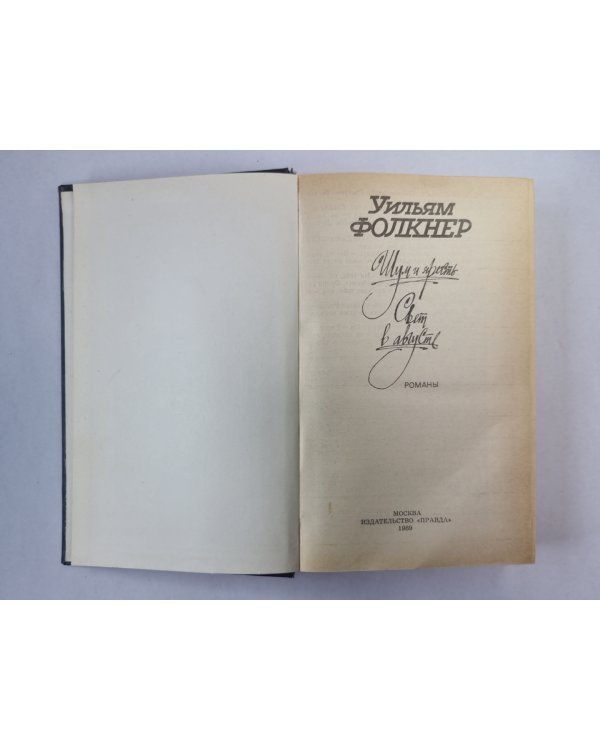 Уильям
ФОЛКНЕР
Шум и ярость
Свет
в августе
РОМАНЫ
МОСКВА
ИЗДАТЕЛЬСТВО «ПРАВДА»
1989